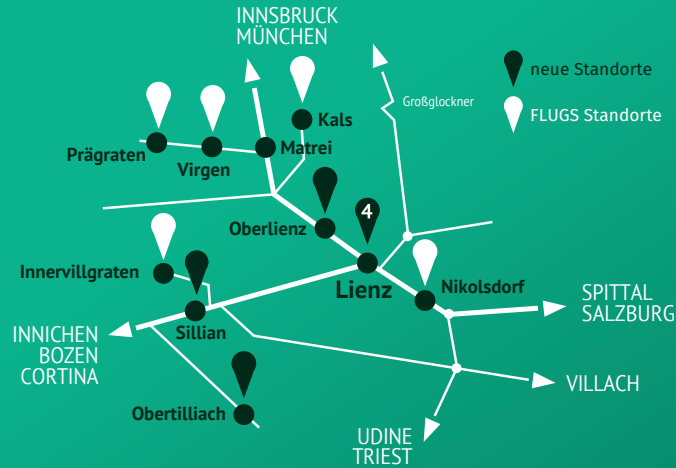 INNSBRUCK
MÜNCHEN
neue Standorte
FLUGS Standorte
Großglockner
Kals
Prägraten
Virgen
Matrei
Oberlienz
4
Lienz
Innervillgraten
Nikolsdorf
Sillian
SPITTAL
SALZBURG
INNICHEN
BOZEN
CORTINA
VILLACH
Obertilliach
UDINE
TRIEST